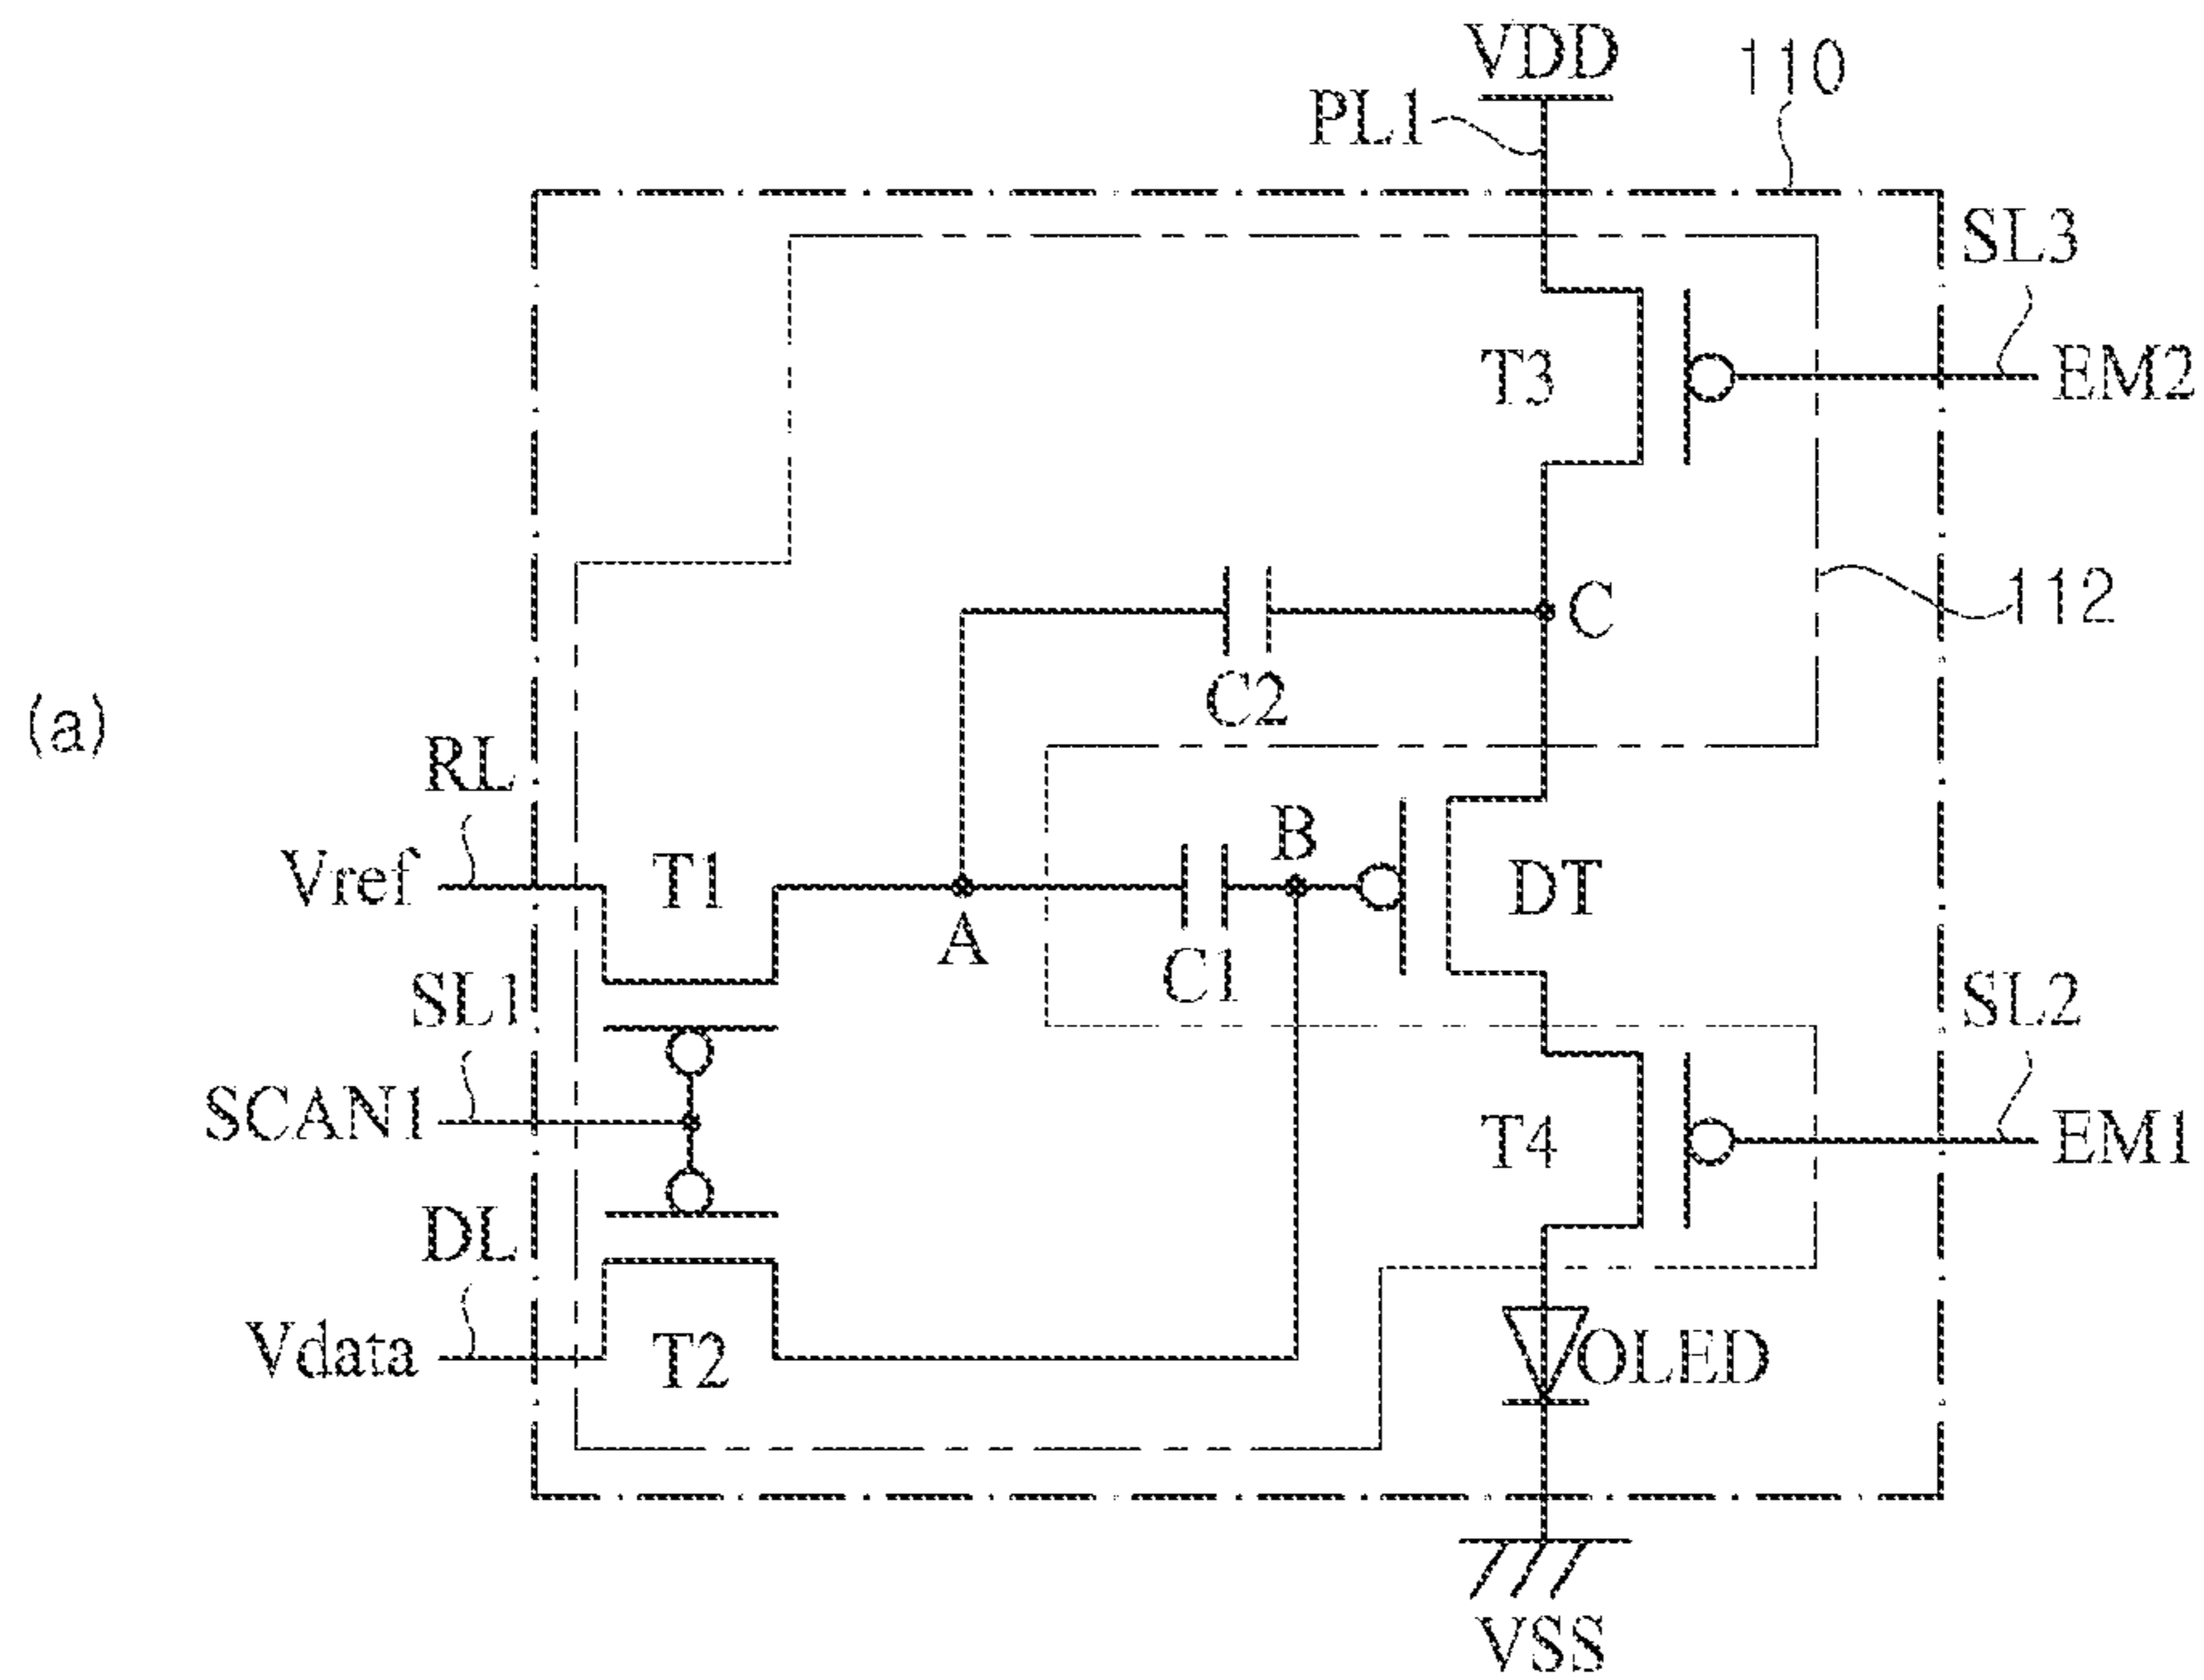 VDD
110
PL1
SL3
T3
EM2
C
112
C2
(a)
RL
B
Vref
T1
DT
A
C1
SL1
SL2
SCAN1
T4
EM1
DL
Vdata
T2
OLED
VSS